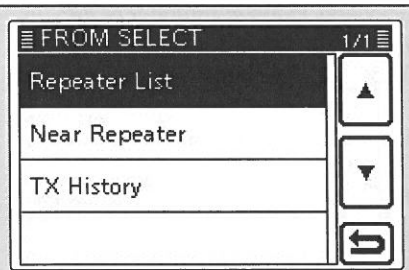 FROM SELECT 1/1
Repeater List
Near Repeater
TX History